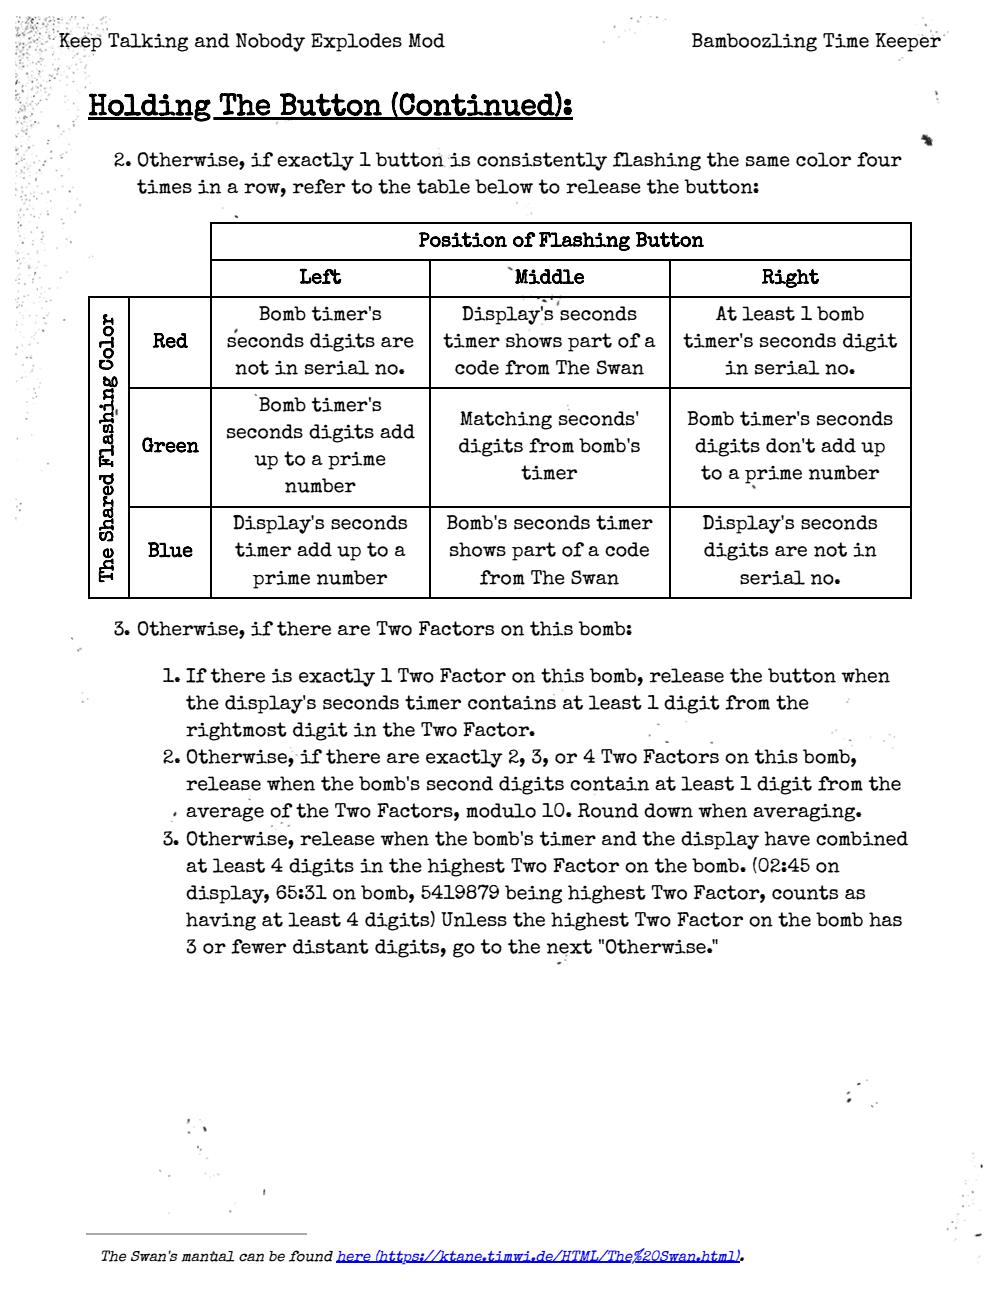 Keep Talking and Nobody Explodes Mod
Bamboozling Time Keeper
Holding The Button (Continued):
2. Otherwise, if exactly 1 button is consistently flashing the same color four
times in a row, refer to the table below to release the button:
Position of Flashing Button
Left
Middle
Right
The Shared Flashing Color
Red
Bomb timer's
seconds digits are
not in serial no.
Display's seconds
timer shows part of a
code from The Swan
At least 1 bomb
timer's seconds digit
in serial no.
Green
Bomb timer's
seconds digits add
up to a prime
number
Matching seconds'
digits from bomb's
timer
Bomb timer's seconds
digits don't add up
to a prime number
Blue
Display's seconds
timer add up to a
prime number
Bomb's seconds timer
shows part of a code
from The Swan
Display's seconds
digits are not in
serial no.
3. Otherwise, if there are Two Factors on this bomb:
1. If there is exactly 1 Two Factor on this bomb, release the button when
the display's seconds timer contains at least 1 digit from the
rightmost digit in the Two Factor.
2. Otherwise, if there are exactly 2, 3, or 4 Two Factors on this bomb,
release when the bomb's second digits contain at least 1 digit from the
average of the Two Factors, modulo 10. Round down when averaging.
3. Otherwise, release when the bomb's timer and the display have combined
at least 4 digits in the highest Two Factor on the bomb. (02:45 on
display, 65:31 on bomb, 5419879 being highest Two Factor, counts as
having at least 4 digits) Unless the highest Two Factor on the bomb has
3 or fewer distant digits, go to the next "Otherwise."
The Swan's manual can be found here (https://ktane.timwi.de/HTML/The%20Swan.html).